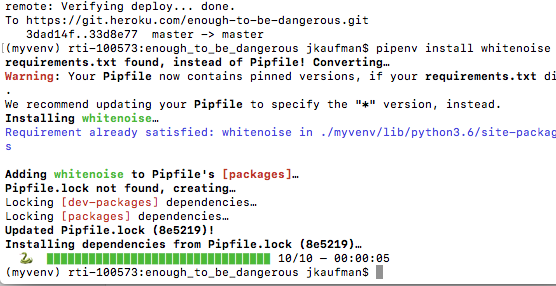 remote: Verifying deploy... done.
To https://git.heroku.com/enough-to-be-dangerous.git
3dad14f..33d8e77  master -> master
(myvenv) rti-100573:enough_to_be_dangerous jkaufman$ pipenv install whitenoise
requirements.txt found, instead of Pipfile! Converting…
Warning: Your Pipfile now contains pinned versions, if your requirements.txt di
.
We recommend updating your Pipfile to specify the "*" version, instead.
Installing whitenoise…
Requirement already satisfied: whitenoise in ./myvenv/lib/python3.6/site-packag
s
Adding whitenoise to Pipfile's [packages]…
Pipfile.lock not found, creating…
Locking [dev-packages] dependencies…
Locking [packages] dependencies…
Updated Pipfile.lock (8e5219)!
Installing dependencies from Pipfile.lock (8e5219)…
10/10 — 00:00:05
(myvenv) rti-100573:enough_to_be_dangerous jkaufman$